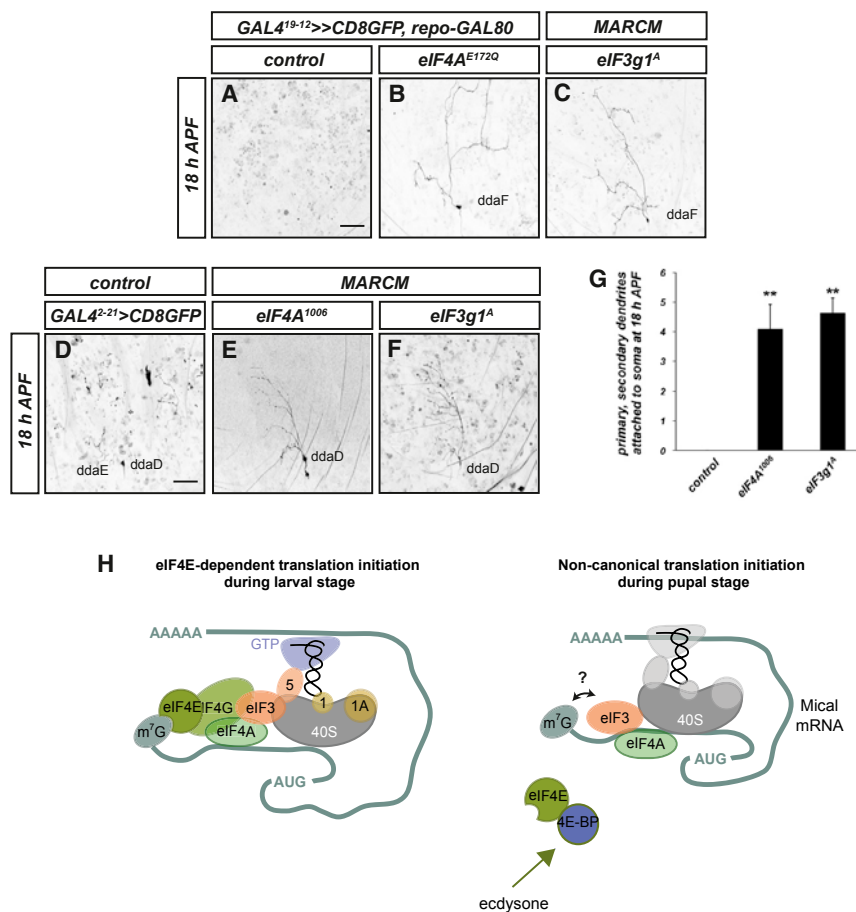 GAL4¹⁹⁻¹²>>CD8GFP, repo-GAL80
MARCM
control
eIF4A^E172Q
eIF3g1^A
18 h APF
A
B
C
ddaF
ddaF
control
MARCM
GAL4²⁻²¹>CD8GFP
eIF4A¹⁰⁰⁶
eIF3g1^A
18 h APF
D
E
F
ddaE
ddaD
ddaD
ddaD
G
primary, secondary dendrites
attached to soma at 18 h APF
6
5
4
3
2
1
0
**
**
control
eIF4A¹⁰⁰⁶
eIF3g1^A
H
eIF4E-dependent translation initiation
during larval stage
AAAAA
GTP
5
1
1A
eIF4E
IF4G
eIF3
40S
m⁷G
eIF4A
AUG
Non-canonical translation initiation
during pupal stage
AAAAA
?
m⁷G
eIF3
40S
eIF4A
Mical
mRNA
AUG
eIF4E
4E-BP
ecdysone